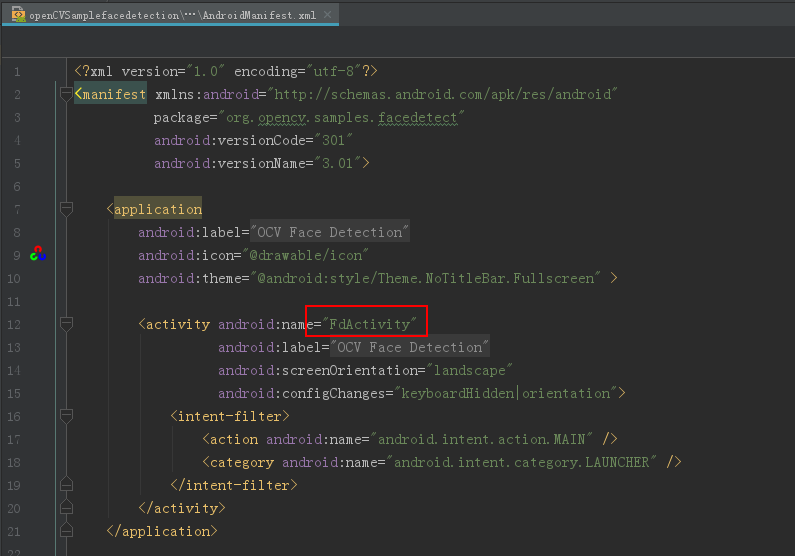 openCVSamplefacedetection\…\AndroidManifest.xml
1 <?xml version="1.0" encoding="utf-8"?>
2 <manifest xmlns:android="http://schemas.android.com/apk/res/android"
3 package="org.opencv.samples.facedetect"
4 android:versionCode="301"
5 android:versionName="3.01">
6
7 <application
8 android:label="OCV Face Detection"
9 android:icon="@drawable/icon"
10 android:theme="@android:style/Theme.NoTitleBar.Fullscreen" >
11
12 <activity android:name="FdActivity"
13 android:label="OCV Face Detection"
14 android:screenOrientation="landscape"
15 android:configChanges="keyboardHidden|orientation">
16 <intent-filter>
17 <action android:name="android.intent.action.MAIN" />
18 <category android:name="android.intent.category.LAUNCHER" />
19 </intent-filter>
20 </activity>
21 </application>
22